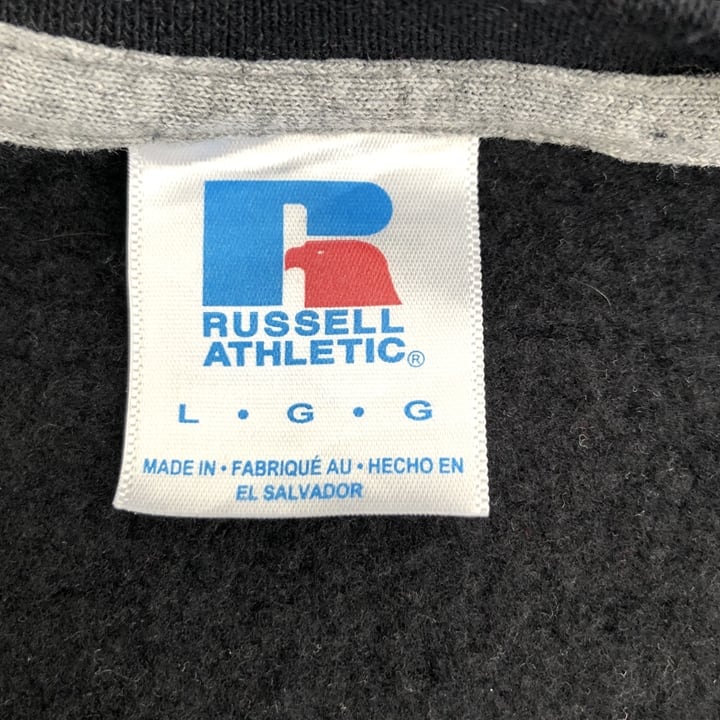 RUSSELL
ATHLETIC®
L • G • G
MADE IN • FABRIQUÉ AU • HECHO EN
EL SALVADOR